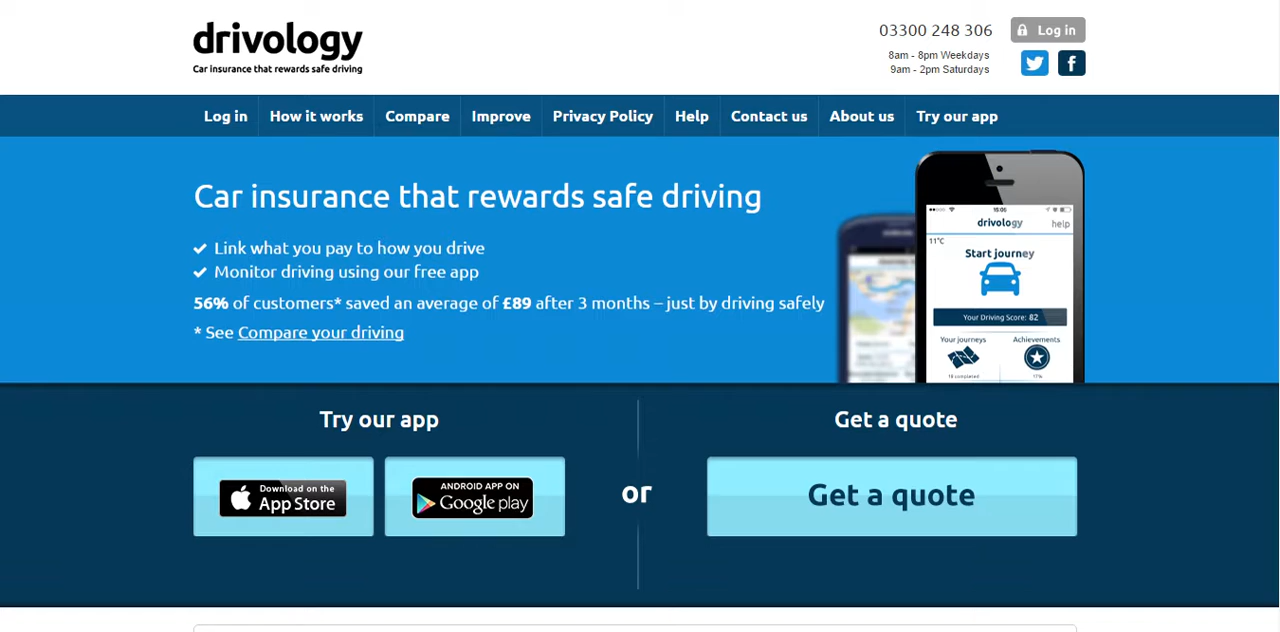 drivology
Car insurance that rewards safe driving
03300 248 306
Log in
8am - 8pm Weekdays
9am - 2pm Saturdays
Log in
How it works
Compare
Improve
Privacy Policy
Help
Contact us
About us
Try our app
Car insurance that rewards safe driving
Link what you pay to how you drive
Monitor driving using our free app
56% of customers* saved an average of £89 after 3 months – just by driving safely
* See Compare your driving
15:06
drivology
help
11°C
Start journey
Your Driving Score: 82
Your journeys
Achievements
18 completed
Try our app
Download on the
App Store
ANDROID APP ON
Google play
or
Get a quote
Get a quote